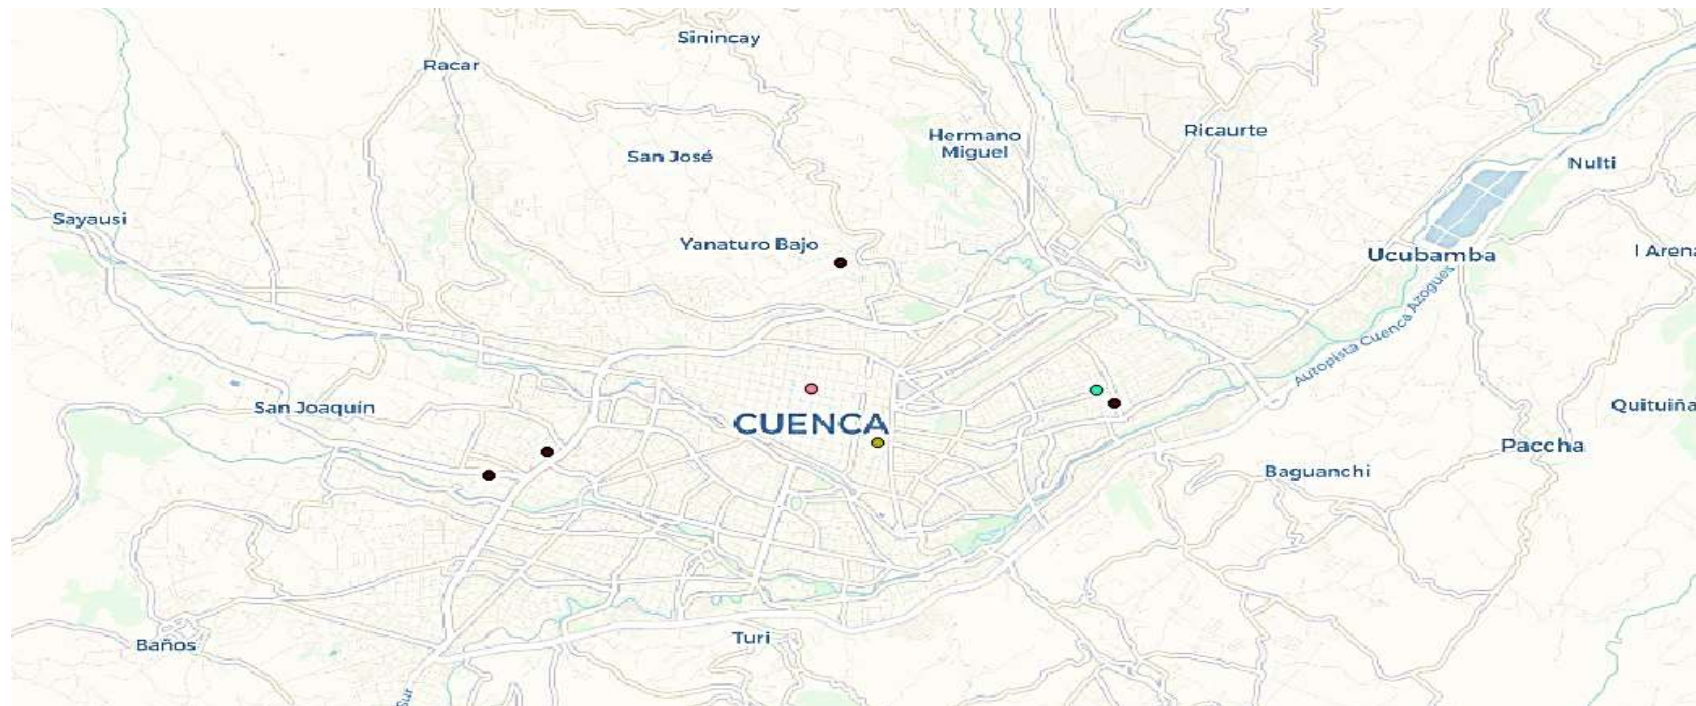 Sinincay
Racar
Hermano
Miguel
Ricaurte
San José
Nulti
Sayausi
Yanaturo Bajo
Ucubamba
l Arena
Autopista Cuenca Azogues
San Joaquín
Quituiña
CUENCA
Paccha
Baguanchi
Turi
Baños
Sur